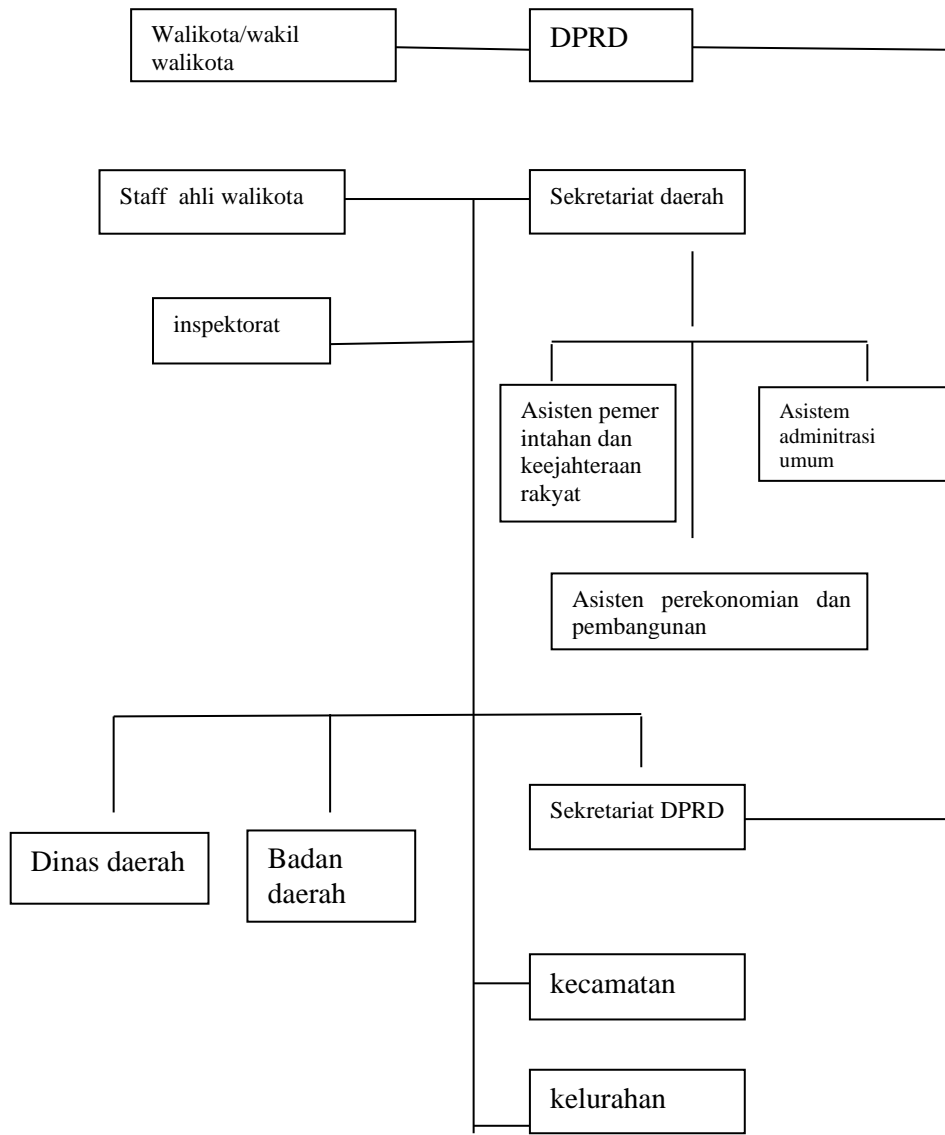 Walikota/wakil
walikota
DPRD
Staff ahli walikota
Sekretariat daerah
inspektorat
Asisten pemer
intahan dan
keejahteraan
rakyat
Asistem
adminitrasi
umum
Asisten perekonomian dan
pembangunan
Sekretariat DPRD
Dinas daerah
Badan
daerah
kecamatan
kelurahan